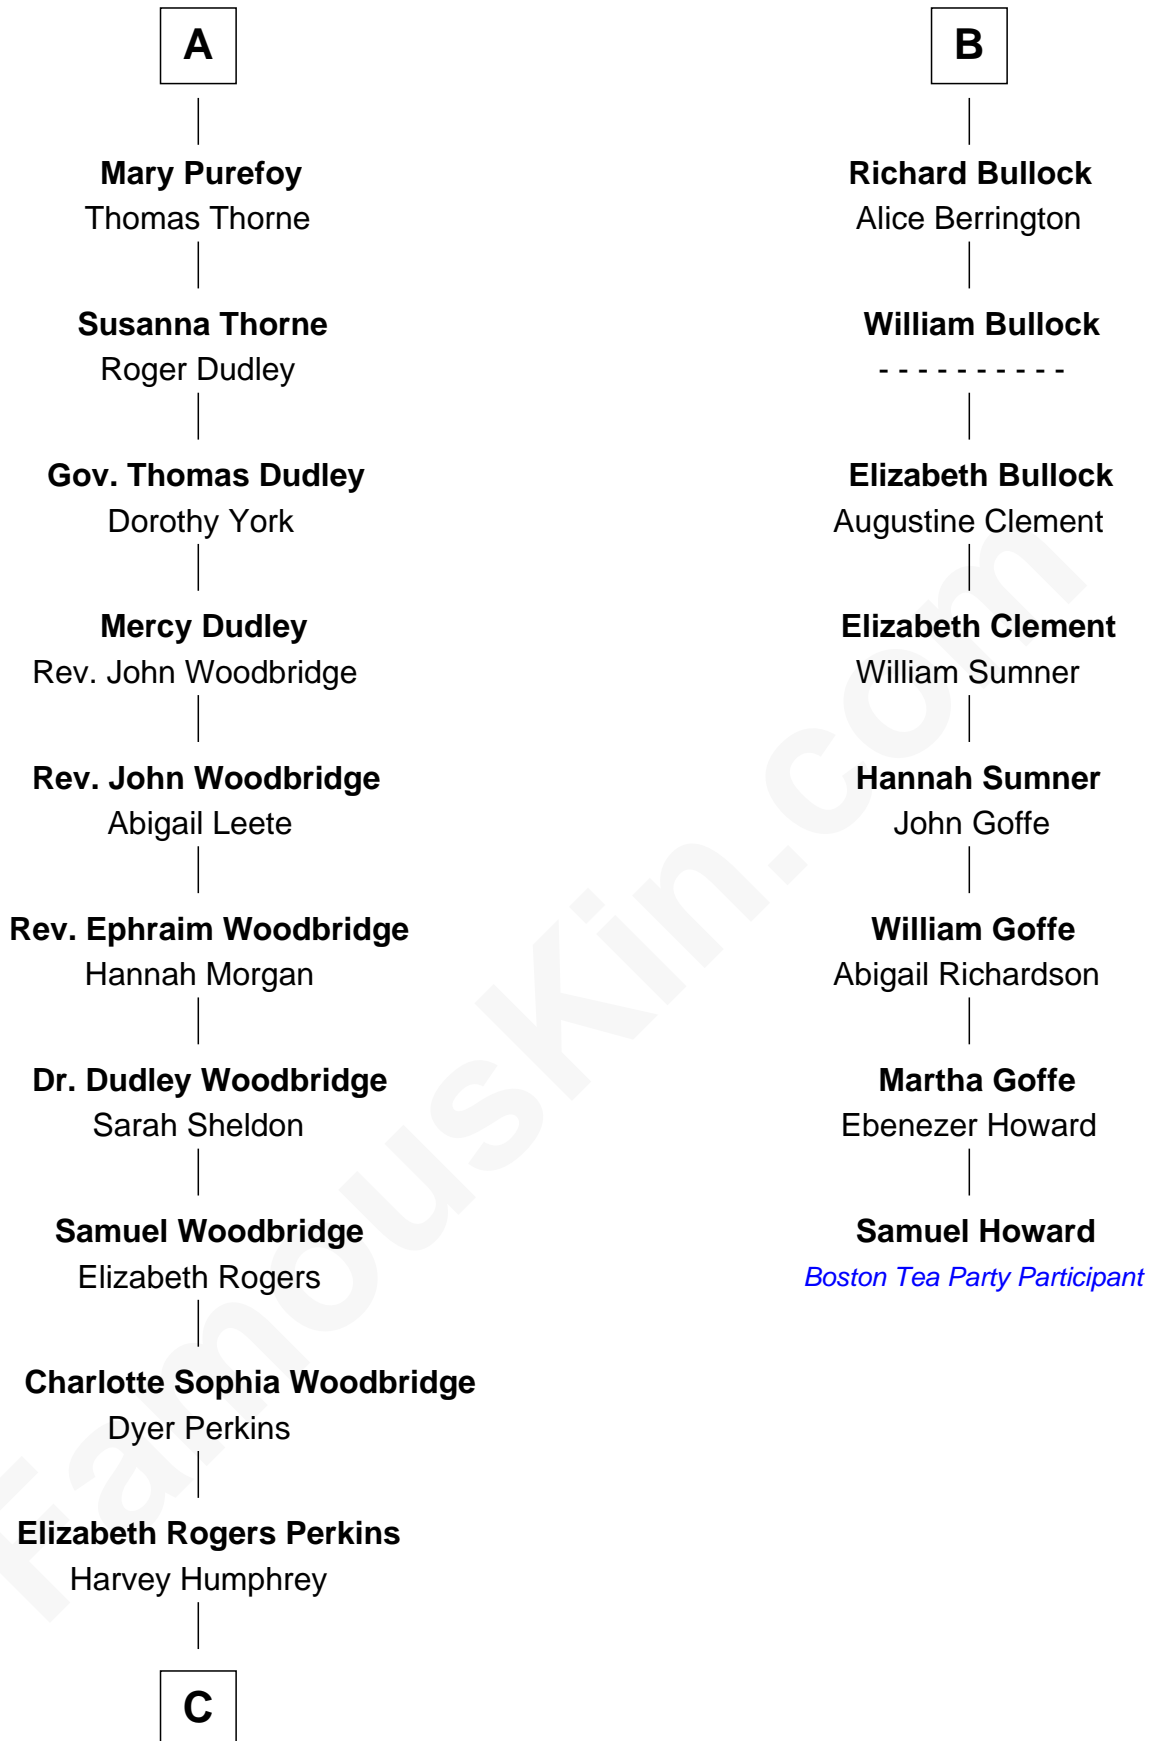 A
Mary Purefoy
Thomas Thorne
Susanna Thorne
Roger Dudley
Gov. Thomas Dudley
Dorothy York
Mercy Dudley
Rev. John Woodbridge
Rev. John Woodbridge
Abigail Leete
Rev. Ephraim Woodbridge
Hannah Morgan
Dr. Dudley Woodbridge
Sarah Sheldon
Samuel Woodbridge
Elizabeth Rogers
Charlotte Sophia Woodbridge
Dyer Perkins
Elizabeth Rogers Perkins
Harvey Humphrey
C
B
Richard Bullock
Alice Berrington
William Bullock
- - - - - - - - - -
Elizabeth Bullock
Augustine Clement
Elizabeth Clement
William Sumner
Hannah Sumner
John Goffe
William Goffe
Abigail Richardson
Martha Goffe
Ebenezer Howard
Samuel Howard
Boston Tea Party Participant
FamousKin.com